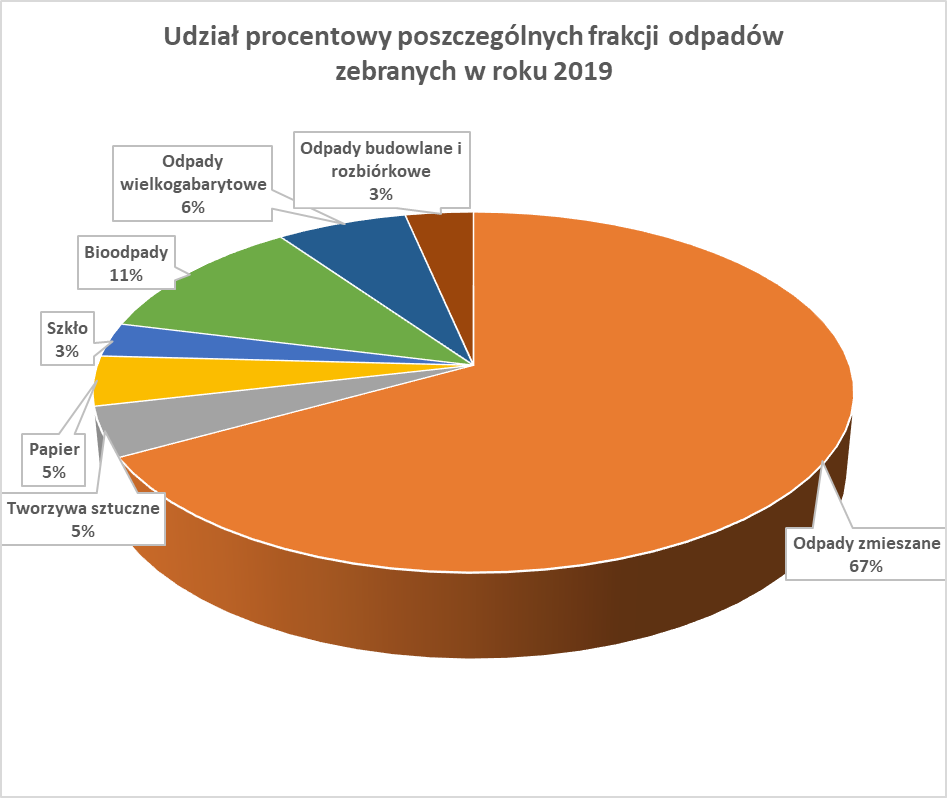 Udział procentowy poszczególnych frakcji odpadów
zebranych w roku 2019
Odpady budowlane i
rozbiórkowe
3%
Odpady
wielkogabarytowe
6%
Bioodpady
11%
Szkło
3%
Papier
5%
Tworzywa sztuczne
5%
Odpady zmieszane
67%